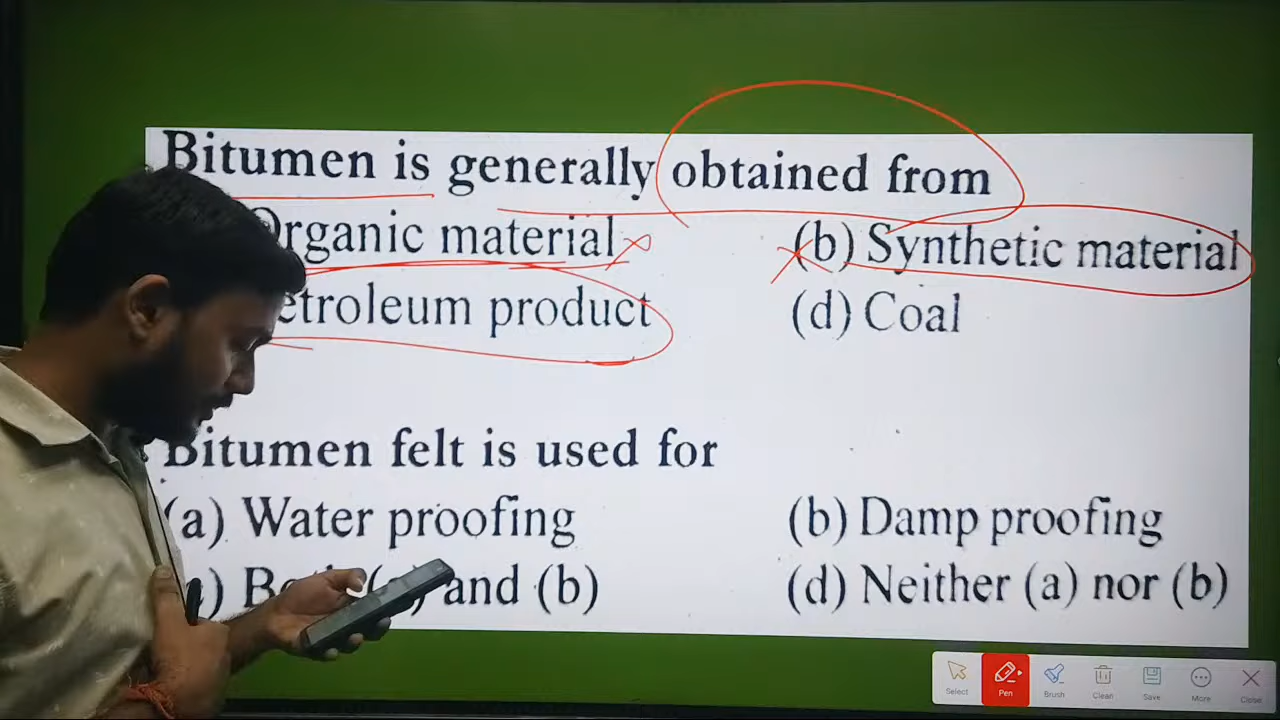 Bitumen is generally obtained from
Organic material (b) Synthetic material
etroleum product (d) Coal
Bitumen felt is used for
(a) Water proofing (b) Damp proofing
and (b) (d) Neither (a) nor (b)
Select Pen Brush Clean Save More Close